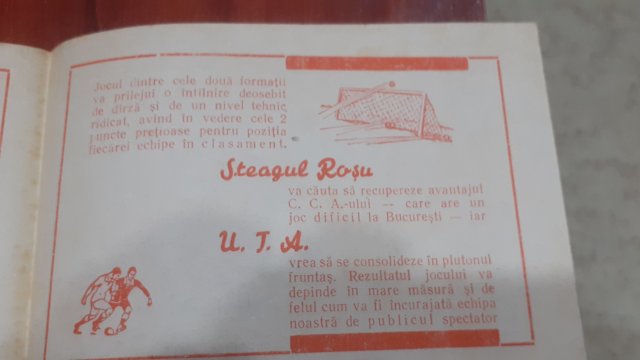 Jocul dintre cele două formații
va prilejui o întîlnire deosebit
de dîrză și de un nivel tehnic
ridicat, avînd în vedere cele 2
puncte prețioase pentru poziția
fiecărei echipe în clasament.
Steagul Roșu
va căuta să recupereze avantajul
C. C. A.-ului — care are un
joc dificil la București — iar
U. T. A.
vrea să se consolideze în plutonul
fruntaș. Rezultatul jocului va
depinde în mare măsură și de
felul cum va fi încurajată echipa
noastră de publicul spectator